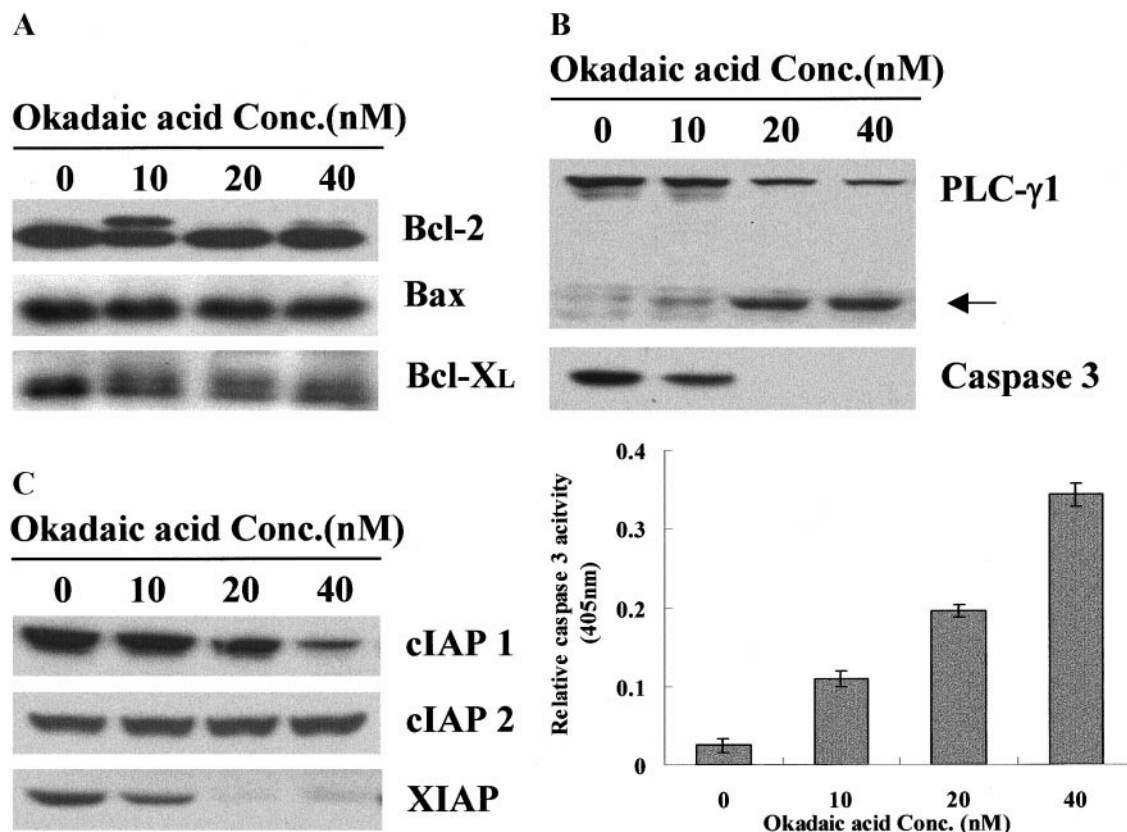 A
Okadaic acid Conc.(nM)
0 10 20 40
Bcl-2
Bax
Bcl-XL
B
Okadaic acid Conc.(nM)
0 10 20 40
PLC-γ1
Caspase 3
0.4
0.3
0.2
0.1
0
Relative caspase 3 acitvity
(405nm)
0 10 20 40
Okadaic acid Conc. (nM)
C
Okadaic acid Conc.(nM)
0 10 20 40
cIAP 1
cIAP 2
XIAP